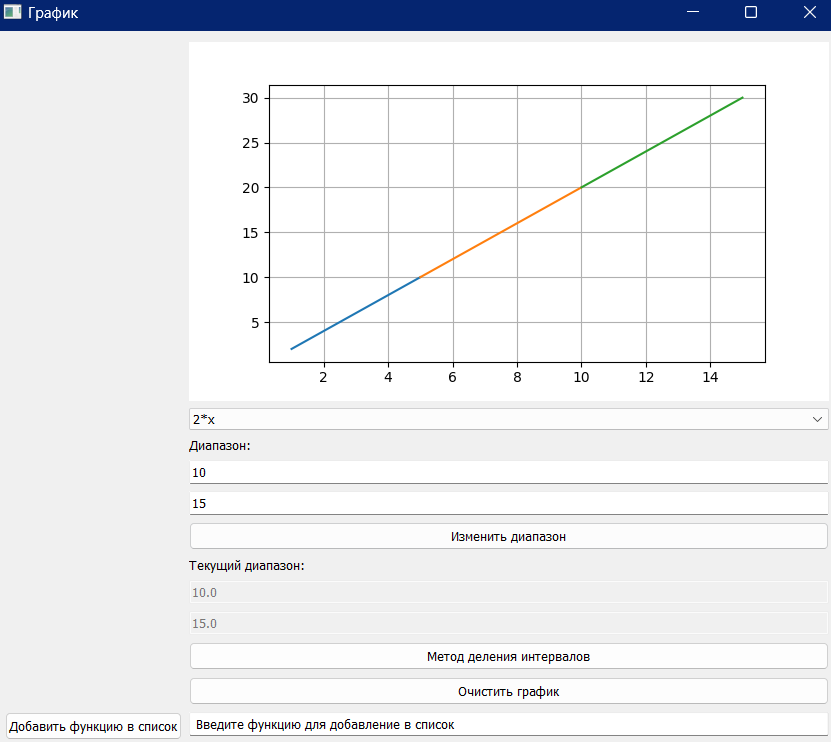 График
30
25
20
15
10
5
2 4 6 8 10 12 14
2*x
Диапазон:
10
15
Изменить диапазон
Текущий диапазон:
10.0
15.0
Метод деления интервалов
Очистить график
Добавить функцию в список Введите функцию для добавление в список